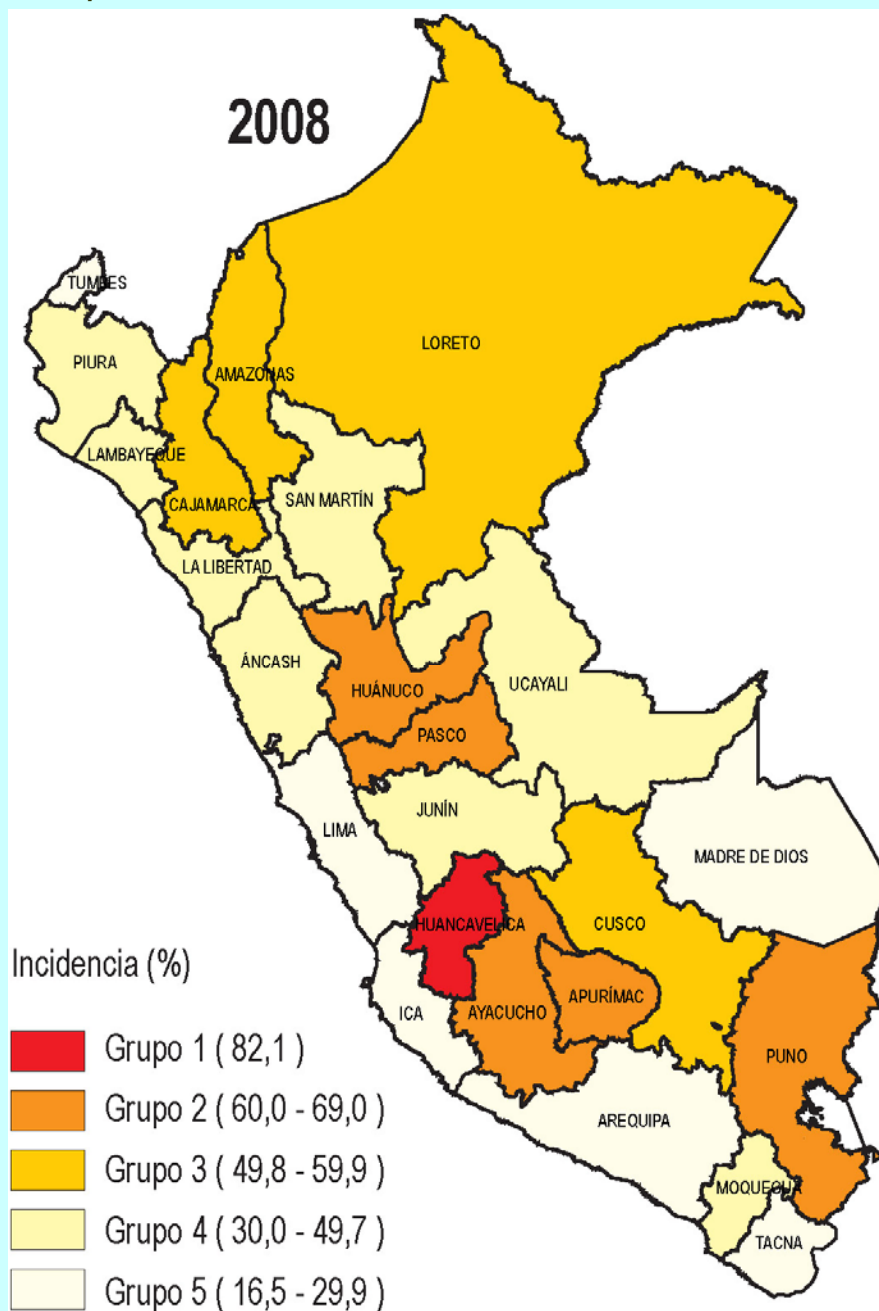 2008
TUMBES
PIURA
LORETO
AMAZONAS
LAMBAYEQUE
CAJAMARCA
SAN MARTÍN
LA LIBERTAD
ÁNCASH
HUÁNUCO
UCAYALI
PASCO
JUNÍN
LIMA
MADRE DE DIOS
HUANCAVELICA
CUSCO
ICA
AYACUCHO
APURÍMAC
PUNO
AREQUIPA
MOQUEGUA
TACNA
Incidencia (%)
Grupo 1 ( 82,1 )
Grupo 2 ( 60,0 - 69,0 )
Grupo 3 ( 49,8 - 59,9 )
Grupo 4 ( 30,0 - 49,7 )
Grupo 5 ( 16,5 - 29,9 )